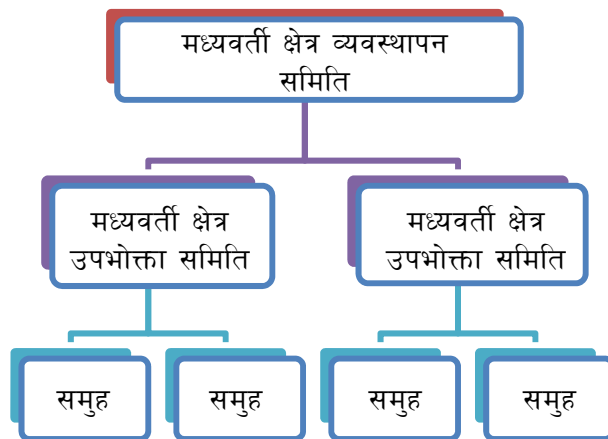 मध्यवर्ती क्षेत्र व्यवस्थापन
समिति
मध्यवर्ती क्षेत्र
उपभोक्ता समिति
मध्यवर्ती क्षेत्र
उपभोक्ता समिति
समुह
समुह
समुह
समुह